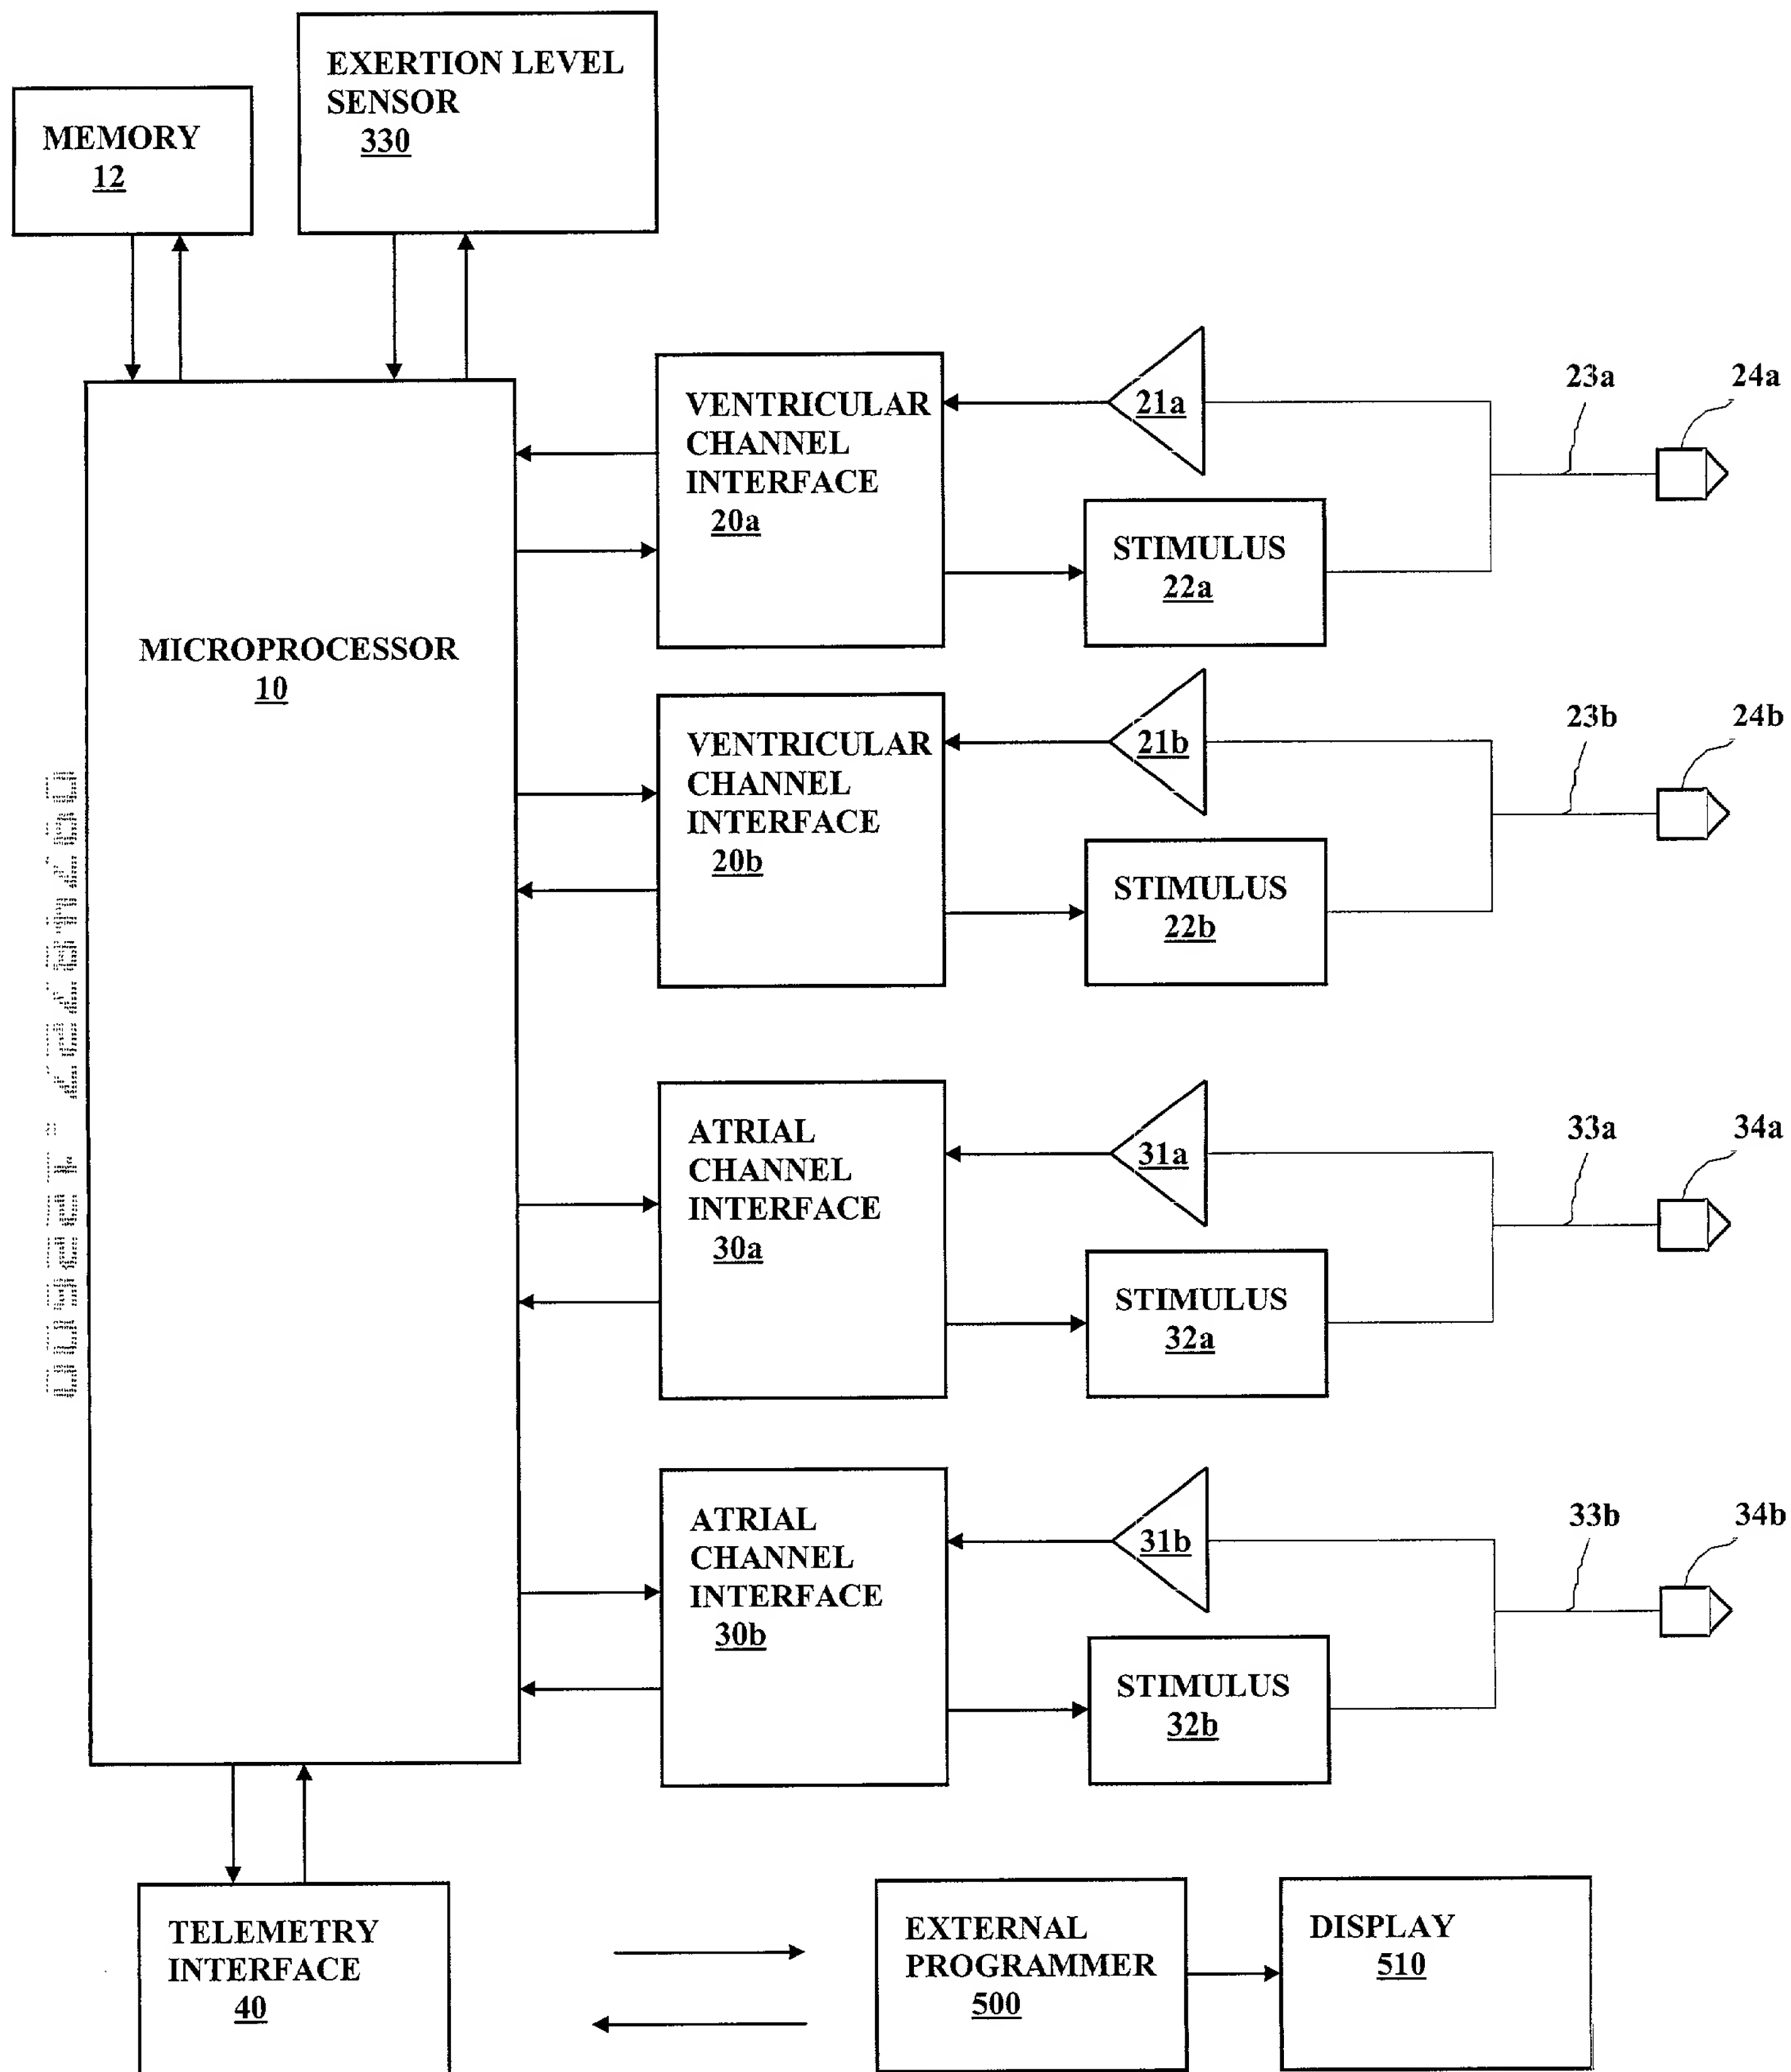 EXERTION LEVEL
SENSOR
330
MEMORY
12
MICROPROCESSOR
10
VENTRICULAR
CHANNEL
INTERFACE
20a
21a
STIMULUS
22a
23a
24a
VENTRICULAR
CHANNEL
INTERFACE
20b
21b
STIMULUS
22b
23b
24b
ATRIAL
CHANNEL
INTERFACE
30a
31a
STIMULUS
32a
33a
34a
ATRIAL
CHANNEL
INTERFACE
30b
31b
STIMULUS
32b
33b
34b
TELEMETRY
INTERFACE
40
EXTERNAL
PROGRAMMER
500
DISPLAY
510